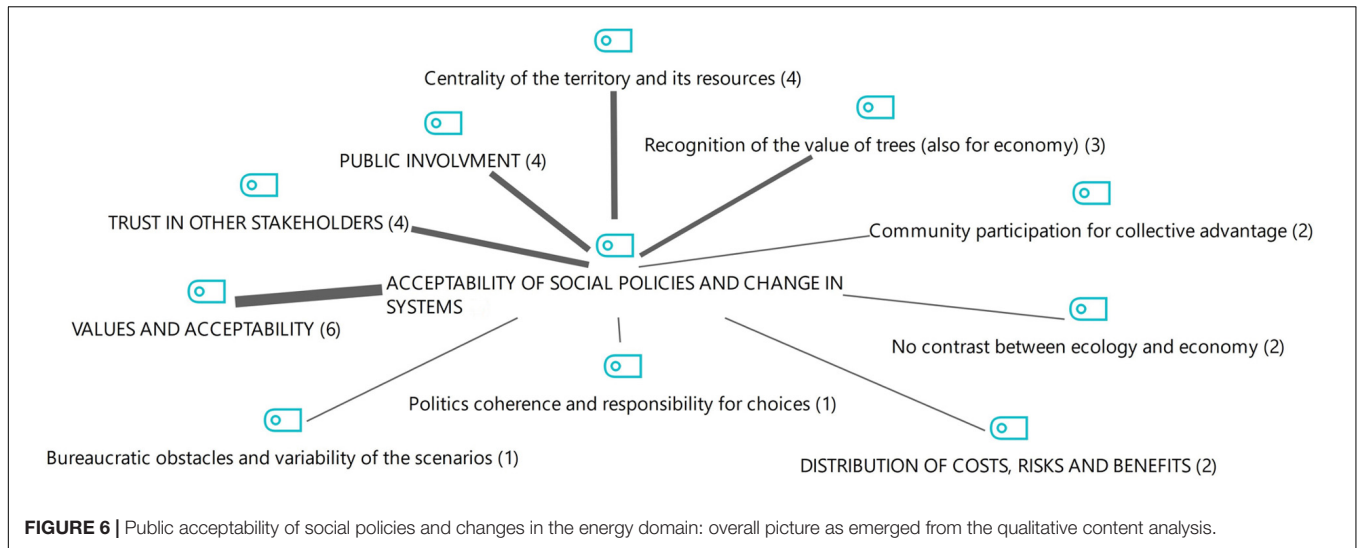 Centrality of the territory and its resources (4)
Recognition of the value of trees (also for economy) (3)
PUBLIC INVOLVMENT (4)
TRUST IN OTHER STAKEHOLDERS (4)
Community participation for collective advantage (2)
ACCEPTABILITY OF SOCIAL POLICIES AND CHANGE IN
SYSTEMS
VALUES AND ACCEPTABILITY (6)
No contrast between ecology and economy (2)
Politics coherence and responsibility for choices (1)
Bureaucratic obstacles and variability of the scenarios (1)
DISTRIBUTION OF COSTS, RISKS AND BENEFITS (2)
FIGURE 6 | Public acceptability of social policies and changes in the energy domain: overall picture as emerged from the qualitative content analysis.